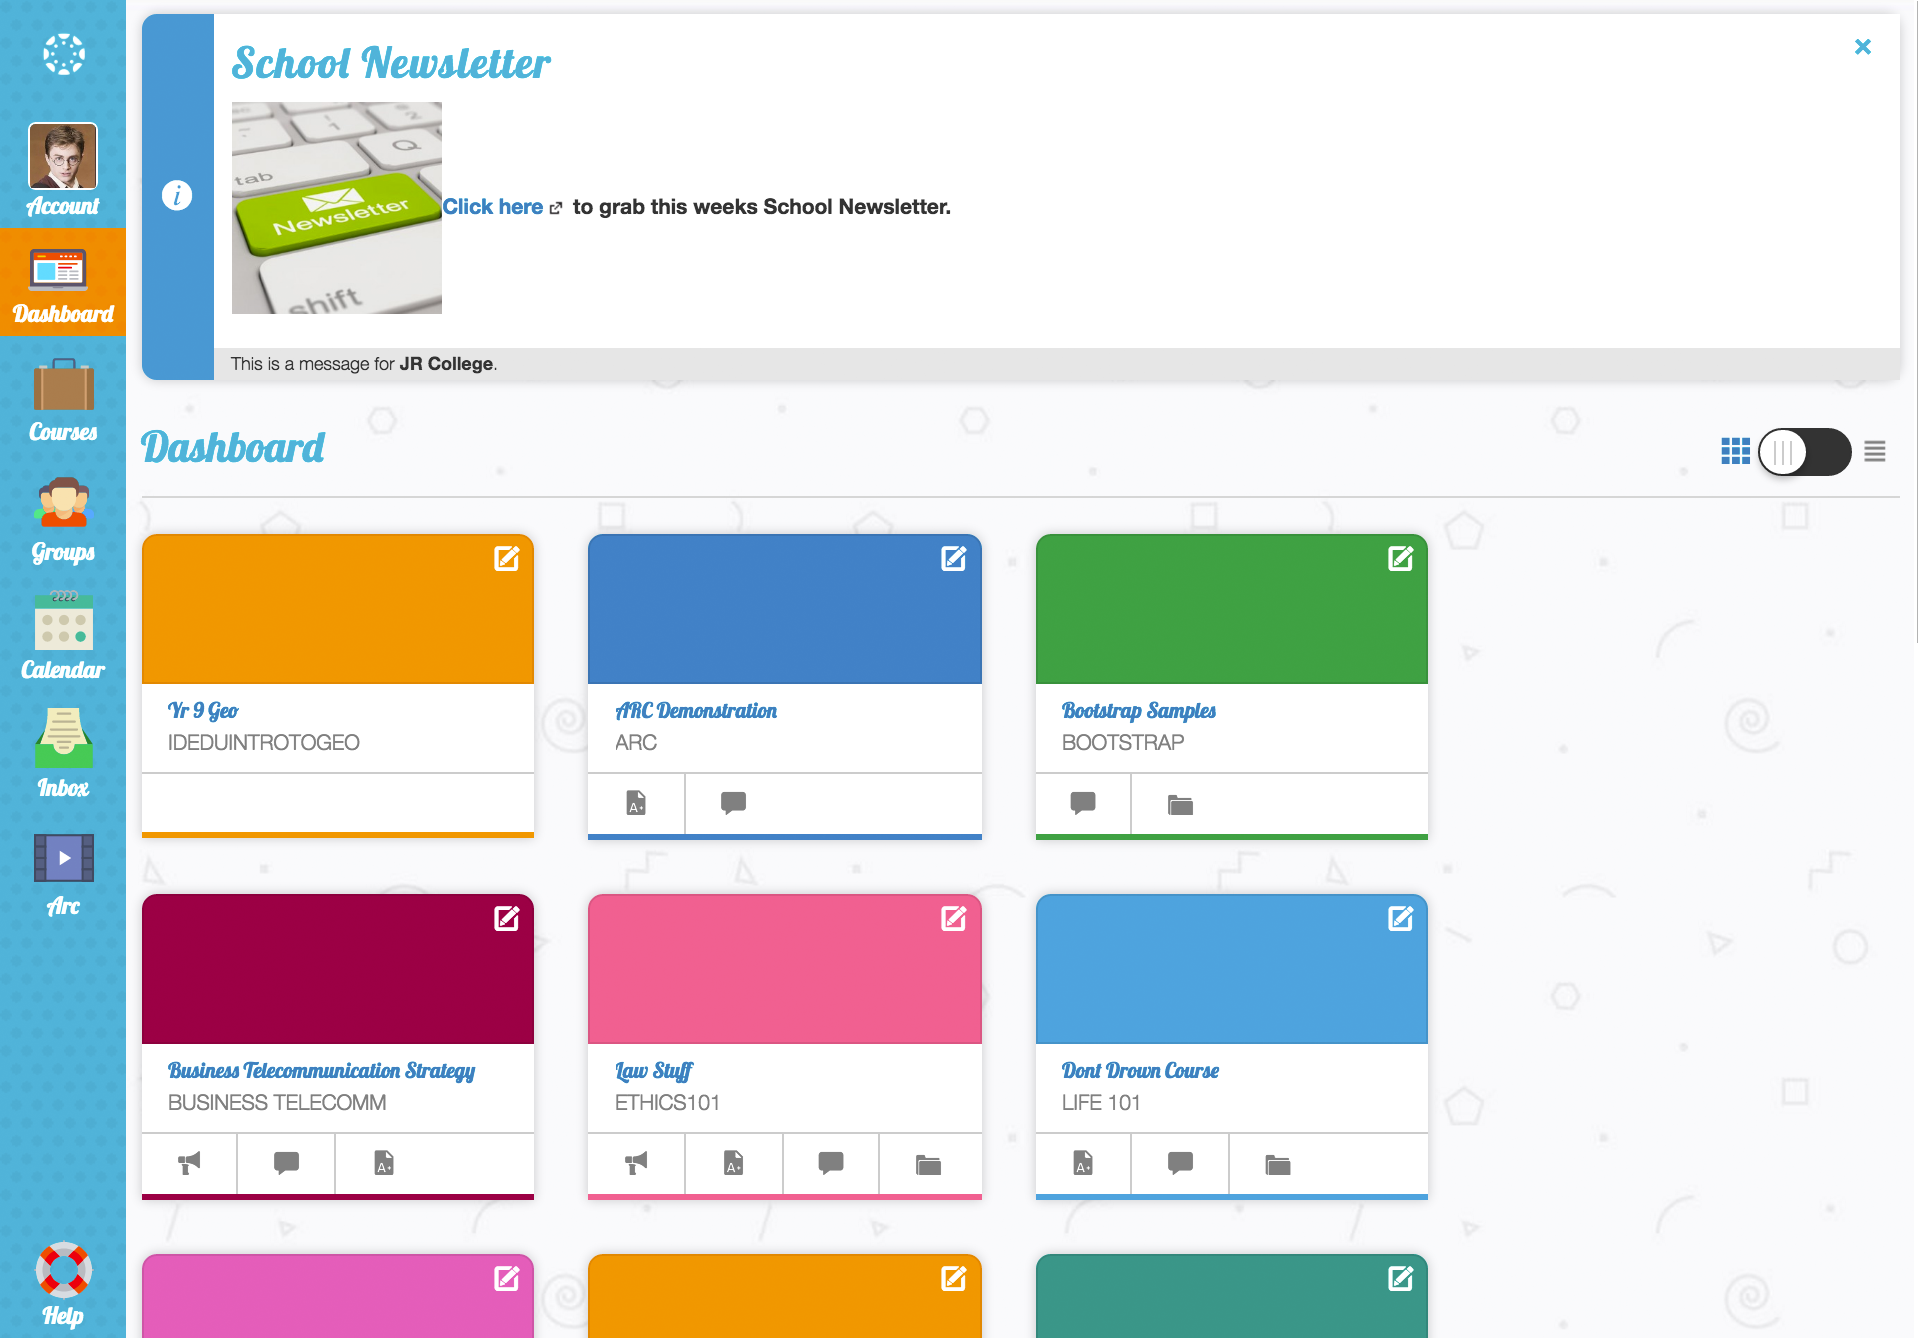 School Newsletter
1
2
Q
tab
Newsletter
shift
Click here to grab this weeks School Newsletter.
This is a message for JR College.
Account
Dashboard
Courses
Groups
Calendar
Inbox
Arc
Help
Dashboard
Yr 9 Geo
IDEDUINTROTOGEO
ARC Demonstration
ARC
A+
Bootstrap Samples
BOOTSTRAP
Business Telecommunication Strategy
BUSINESS TELECOMM
A+
Law Stuff
ETHICS101
A+
Dont Drown Course
LIFE 101
A+